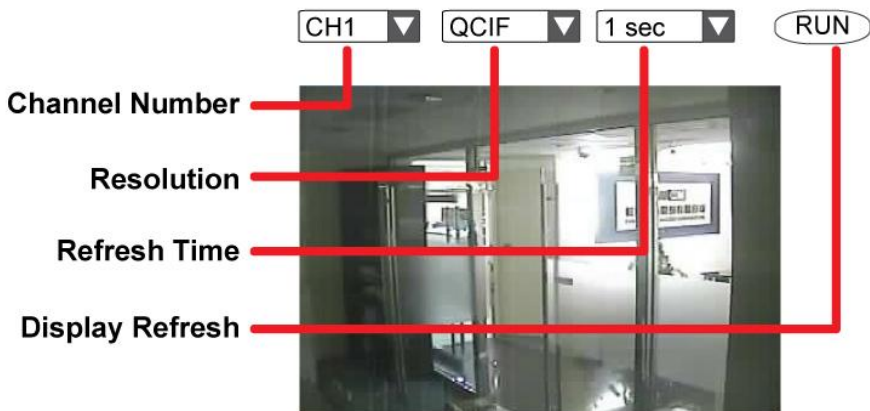 CH1 QCIF 1 sec RUN
Channel Number
Resolution
Refresh Time
Display Refresh